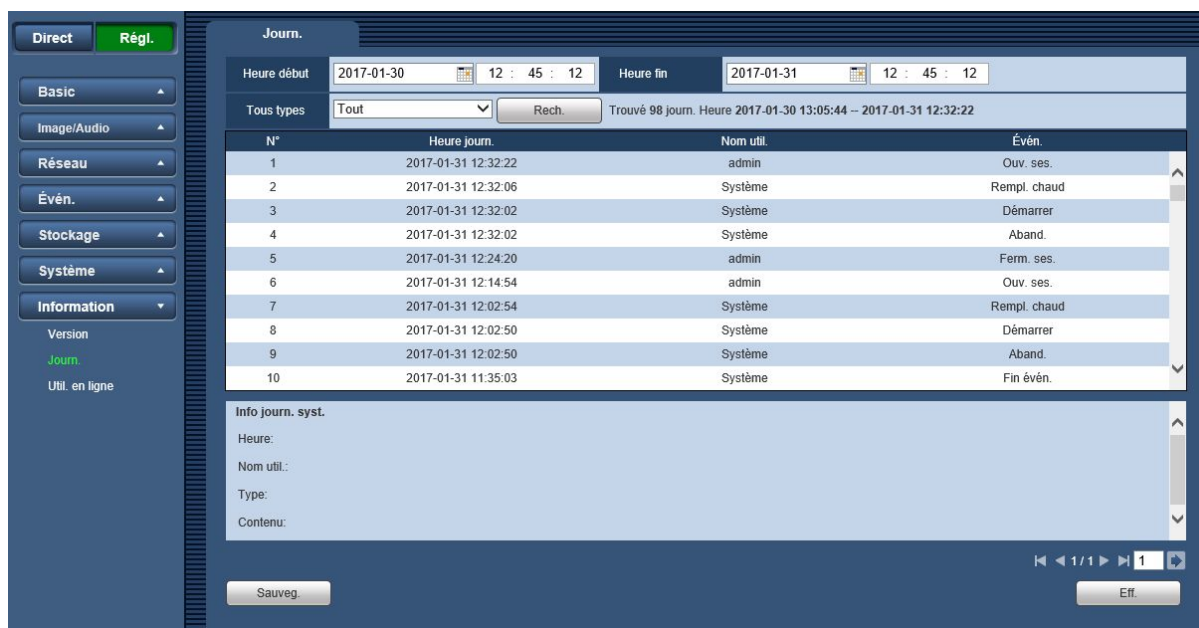 Direct Régl.
Basic
Image/Audio
Réseau
Évén.
Stockage
Système
Information
Version
Journ.
Util. en ligne
Journ.
Heure début 2017-01-30 12 : 45 : 12 Heure fin 2017-01-31 12 : 45 : 12
Tous types Tout Rech. Trouvé 98 journ. Heure 2017-01-30 13:05:44 -- 2017-01-31 12:32:22
N° Heure journ. Nom util. Évén.
1 2017-01-31 12:32:22 admin Ouv. ses.
2 2017-01-31 12:32:06 Système Rempl. chaud
3 2017-01-31 12:32:02 Système Démarrer
4 2017-01-31 12:32:02 Système Aband.
5 2017-01-31 12:24:20 admin Ferm. ses.
6 2017-01-31 12:14:54 admin Ouv. ses.
7 2017-01-31 12:02:54 Système Rempl. chaud
8 2017-01-31 12:02:50 Système Démarrer
9 2017-01-31 12:02:50 Système Aband.
10 2017-01-31 11:35:03 Système Fin évén.
Info journ. syst.
Heure:
Nom util.:
Type:
Contenu:
1/1 1
Sauveg. Eff.